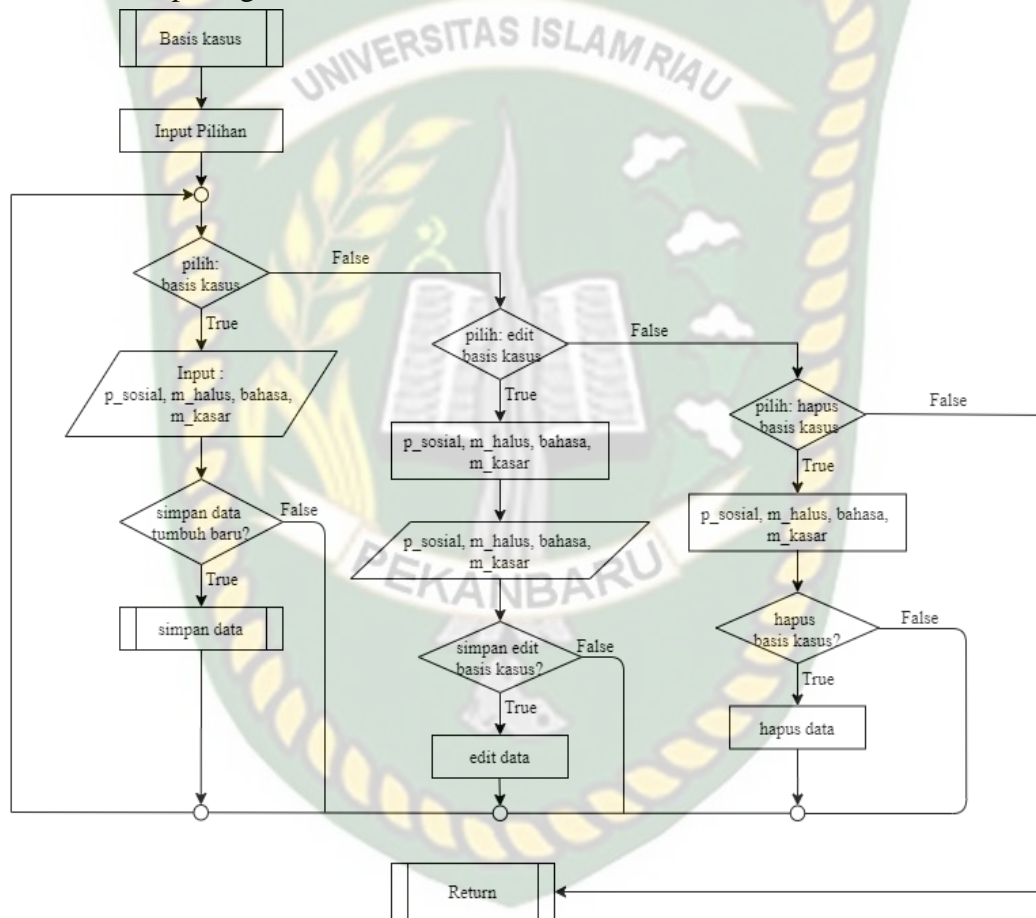 Basis kasus
UNIVERSITAS ISLAM RIAU
Input Pilihan
pilih:
basis kasus
False
True
pilih: edit
basis kasus
False
True
pilih: hapus
basis kasus
False
True
Input :
p_sosial, m_halus, bahasa,
m_kasar
p_sosial, m_halus, bahasa,
m_kasar
p_sosial, m_halus, bahasa,
m_kasar
simpan data
tumbuh baru?
False
True
p_sosial, m_halus, bahasa,
m_kasar
PEKANBARU
hapus
basis kasus?
False
True
simpan data
simpan edit
basis kasus?
False
True
hapus data
edit data
Return